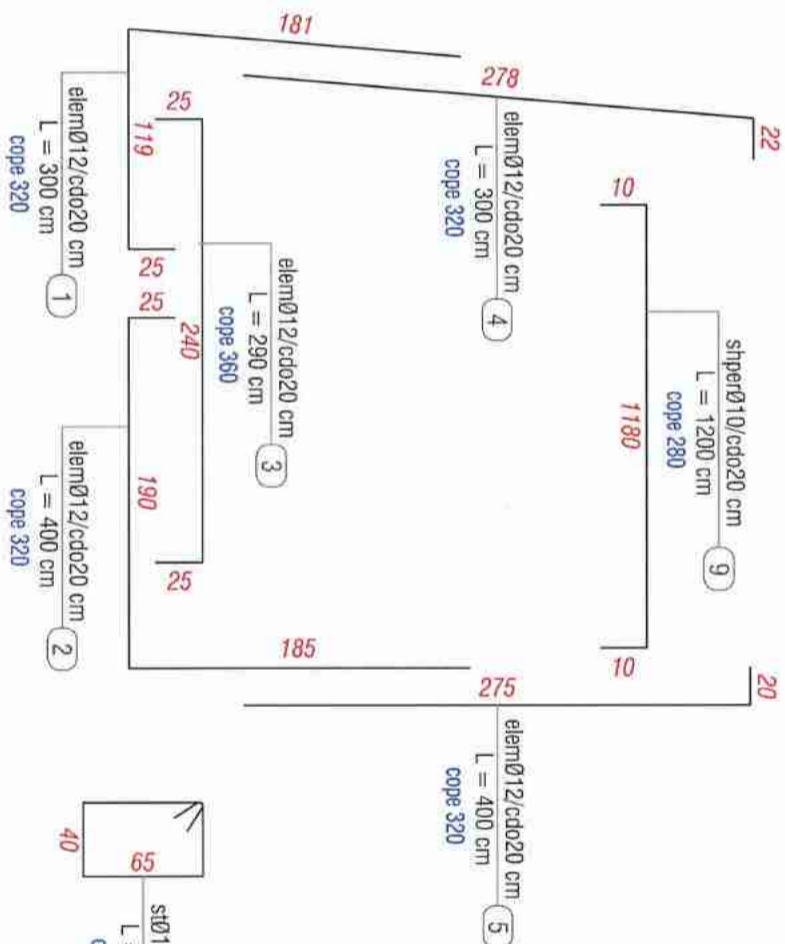 181
278
22
25
119
25
elemØ12/cdo20 cm
L = 300 cm
cope 320
1
elemØ12/cdo20 cm
L = 300 cm
cope 320
4
10
1180
10
shperØ10/cdo20 cm
L = 1200 cm
cope 280
9
elemØ12/cdo20 cm
L = 290 cm
cope 360
3
240
25
25
190
elemØ12/cdo20 cm
L = 400 cm
cope 320
2
185
275
20
elemØ12/cdo20 cm
L = 400 cm
cope 320
5
40
65
stØ1
L